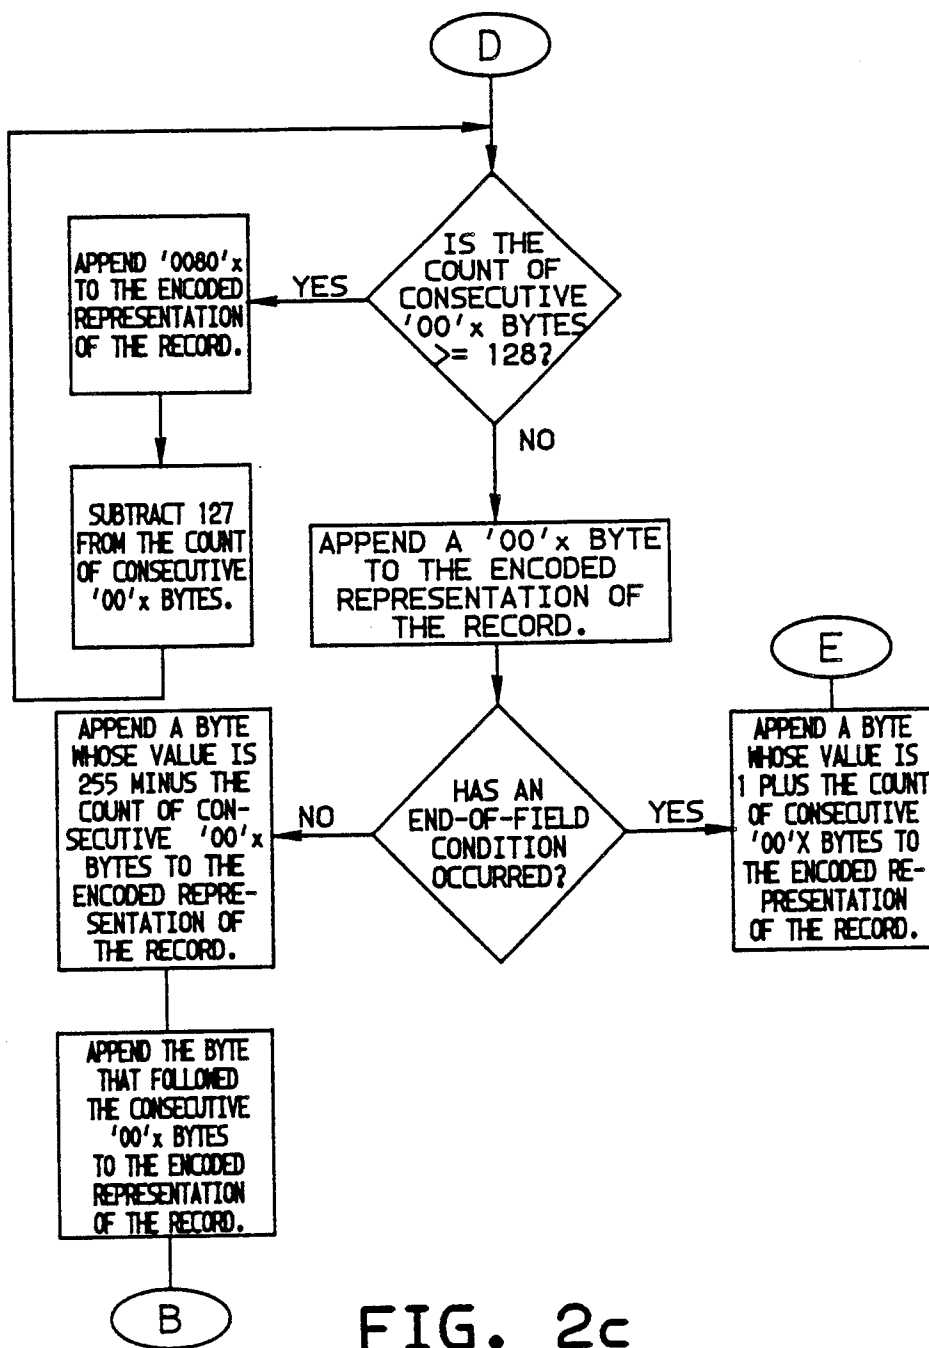 D
IS THE
COUNT OF
CONSECUTIVE
'00'x BYTES
>= 128?
YES
APPEND '0080'x
TO THE ENCODED
REPRESENTATION
OF THE RECORD.
SUBTRACT 127
FROM THE COUNT
OF CONSECUTIVE
'00'x BYTES.
NO
APPEND A '00'x BYTE
TO THE ENCODED
REPRESENTATION OF
THE RECORD.
HAS AN
END-OF-FIELD
CONDITION
OCCURRED?
NO
APPEND A BYTE
WHOSE VALUE IS
255 MINUS THE
COUNT OF CON-
SECUTIVE '00'x
BYTES TO THE
ENCODED REPRE-
SENTATION OF
THE RECORD.
APPEND THE BYTE
THAT FOLLOWED
THE CONSECUTIVE
'00'x BYTES
TO THE ENCODED
REPRESENTATION
OF THE RECORD.
B
YES
E
APPEND A BYTE
WHOSE VALUE IS
1 PLUS THE COUNT
OF CONSECUTIVE
'00'X BYTES TO
THE ENCODED RE-
PRESENTATION
OF THE RECORD.
FIG. 2c